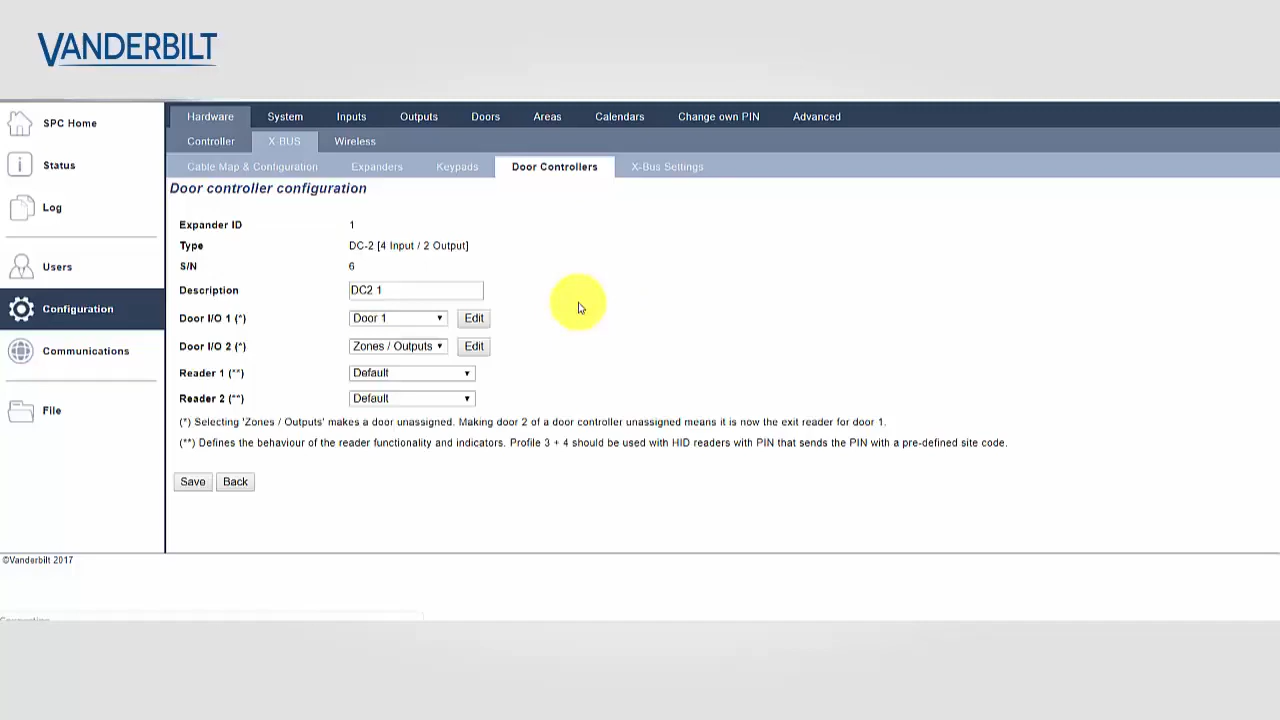 VANDERBILT
SPC Home
Status
Log
Users
Configuration
Communications
File
Hardware System Inputs Outputs Doors Areas Calendars Change own PIN Advanced
Controller X-BUS Wireless
Cable Map & Configuration Expanders Keypads Door Controllers X-Bus Settings
Door controller configuration
Expander ID 1
Type DC-2 [4 Input / 2 Output]
S/N 6
Description DC2 1
Door I/O 1 (*) Door 1 Edit
Door I/O 2 (*) Zones / Outputs Edit
Reader 1 (**) Default
Reader 2 (**) Default
(*) Selecting 'Zones / Outputs' makes a door unassigned. Making door 2 of a door controller unassigned means it is now the exit reader for door 1.
(**) Defines the behaviour of the reader functionality and indicators. Profile 3 + 4 should be used with HID readers with PIN that sends the PIN with a pre-defined site code.
Save Back
©Vanderbilt 2017